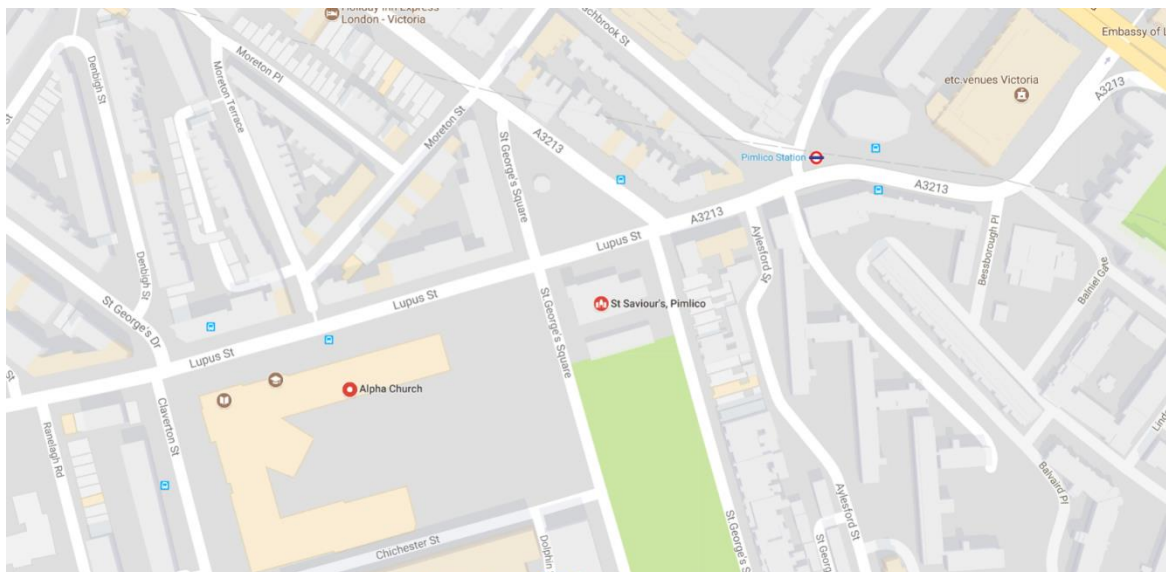 Holiday Inn Express
London - Victoria
Embassy of L
etc.venues Victoria
A3213
Denbigh St
Moreton Pl
Moreton Terrace
Moreton St
St George's Square
A3213
Pimlico Station
A3213
A3213
Lupus St
Aylesford St
Bessborough Pl
Balniel Gate
Denbigh St
St George's Dr
Lupus St
Lupus St
St George's Square
St Saviour's, Pimlico
Alpha Church
Claverton St
Ranelagh Rd
Chichester St
Dolphin
St George's S
Aylesford St
St George
Balvaird Pl